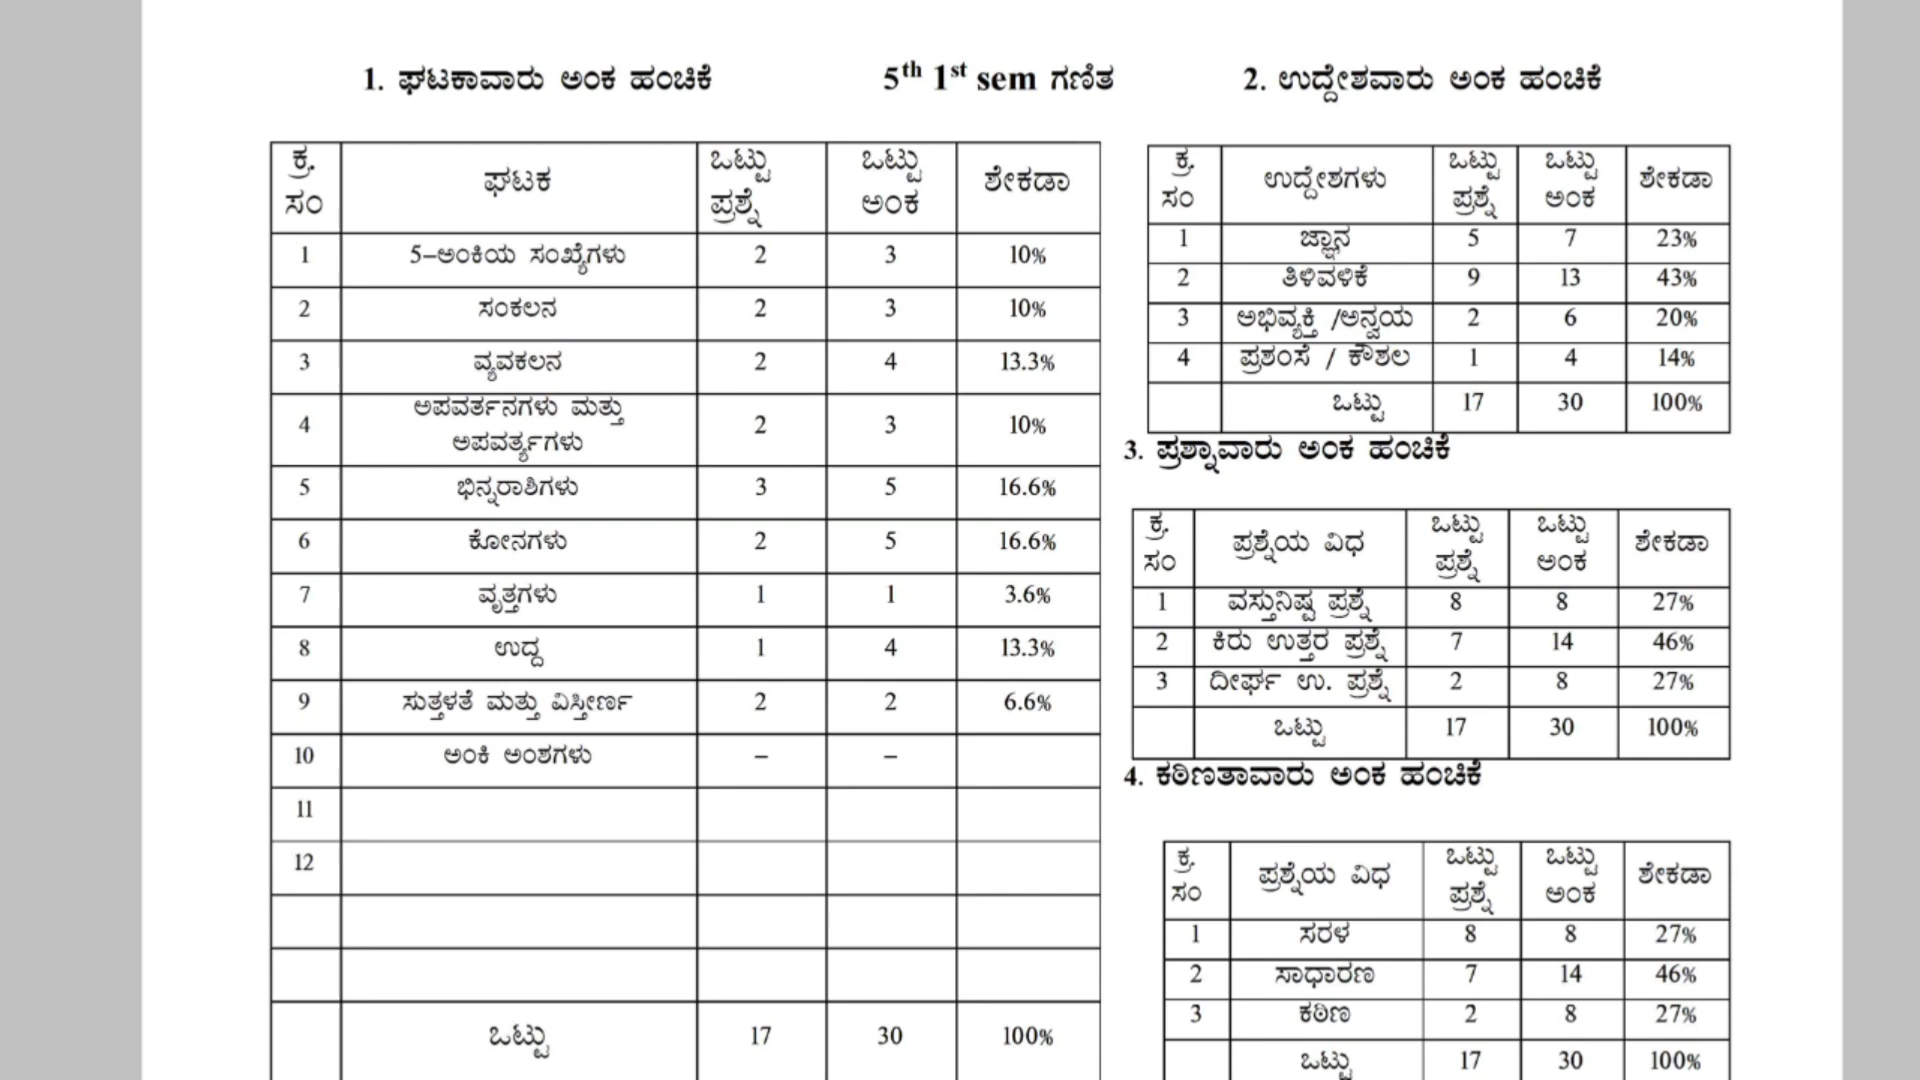 1. ಘಟಕಾವಾರು ಅಂಕ ಹಂಚಿಕೆ 5th 1st sem ಗಣಿತ 2. ಉದ್ದೇಶವಾರು ಅಂಕ ಹಂಚಿಕೆ
ಕ್ರ. ಸಂ ಘಟಕ ಒಟ್ಟು ಪ್ರಶ್ನೆ ಒಟ್ಟು ಅಂಕ ಶೇಕಡಾ
1 5–ಅಂಕಿಯ ಸಂಖ್ಯೆಗಳು 2 3 10%
2 ಸಂಕಲನ 2 3 10%
3 ವ್ಯವಕಲನ 2 4 13.3%
4 ಅಪವರ್ತನಗಳು ಮತ್ತು ಅಪವರ್ತ್ಯಗಳು 2 3 10%
5 ಭಿನ್ನರಾಶಿಗಳು 3 5 16.6%
6 ಕೋನಗಳು 2 5 16.6%
7 ವೃತ್ತಗಳು 1 1 3.6%
8 ಉದ್ದ 1 4 13.3%
9 ಸುತ್ತಳತೆ ಮತ್ತು ವಿಸ್ತೀರ್ಣ 2 2 6.6%
10 ಅಂಕಿ ಅಂಶಗಳು – –
11
12
ಒಟ್ಟು 17 30 100%
ಕ್ರ. ಸಂ ಉದ್ದೇಶಗಳು ಒಟ್ಟು ಪ್ರಶ್ನೆ ಒಟ್ಟು ಅಂಕ ಶೇಕಡಾ
1 ಜ್ಞಾನ 5 7 23%
2 ತಿಳಿವಳಿಕೆ 9 13 43%
3 ಅಭಿವ್ಯಕ್ತಿ /ಅನ್ವಯ 2 6 20%
4 ಪ್ರಶಂಸೆ / ಕೌಶಲ 1 4 14%
ಒಟ್ಟು 17 30 100%
3. ಪ್ರಶ್ನಾವಾರು ಅಂಕ ಹಂಚಿಕೆ
ಕ್ರ. ಸಂ ಪ್ರಶ್ನೆಯ ವಿಧ ಒಟ್ಟು ಪ್ರಶ್ನೆ ಒಟ್ಟು ಅಂಕ ಶೇಕಡಾ
1 ವಸ್ತುನಿಷ್ಟ ಪ್ರಶ್ನೆ 8 8 27%
2 ಕಿರು ಉತ್ತರ ಪ್ರಶ್ನೆ 7 14 46%
3 ದೀರ್ಘ ಉ. ಪ್ರಶ್ನೆ 2 8 27%
ಒಟ್ಟು 17 30 100%
4. ಕಠಿಣತಾವಾರು ಅಂಕ ಹಂಚಿಕೆ
ಕ್ರ. ಸಂ ಪ್ರಶ್ನೆಯ ವಿಧ ಒಟ್ಟು ಪ್ರಶ್ನೆ ಒಟ್ಟು ಅಂಕ ಶೇಕಡಾ
1 ಸರಳ 8 8 27%
2 ಸಾಧಾರಣ 7 14 46%
3 ಕಠಿಣ 2 8 27%
ಒಟ್ಟು 17 30 100%